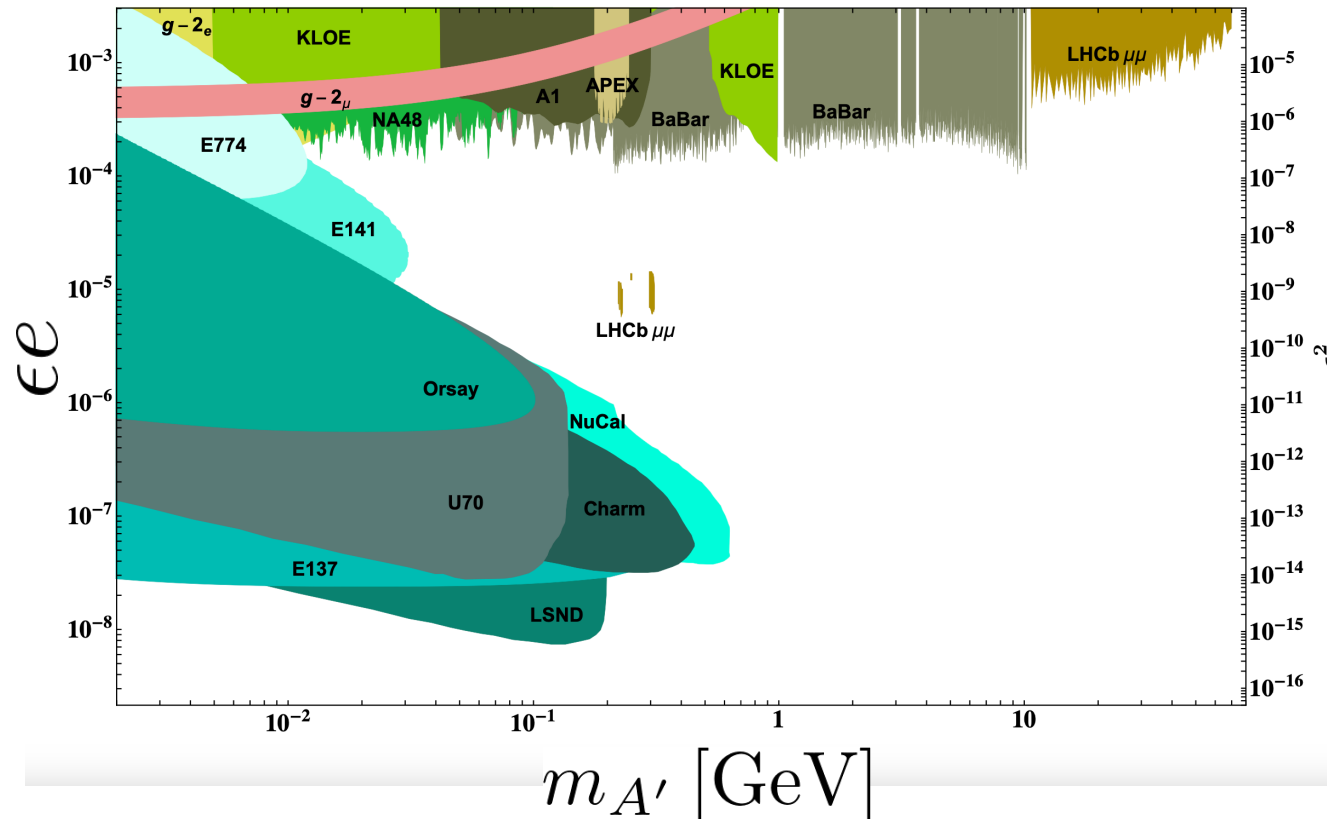 g − 2ₑ
KLOE
10⁻³
10⁻⁵
LHCb μμ
KLOE
APEX
A1
g − 2μ
NA48
BaBar
BaBar
10⁻⁶
E774
10⁻⁴
10⁻⁷
E141
10⁻⁸
10⁻⁵
10⁻⁹
LHCb μμ
ϵe
10⁻¹⁰
Orsay
10⁻⁶
10⁻¹¹
NuCal
10⁻¹²
U70
Charm
10⁻⁷
10⁻¹³
E137
10⁻¹⁴
LSND
10⁻⁸
10⁻¹⁵
10⁻¹⁶
10⁻²
10⁻¹
1
10
m_A′ [GeV]